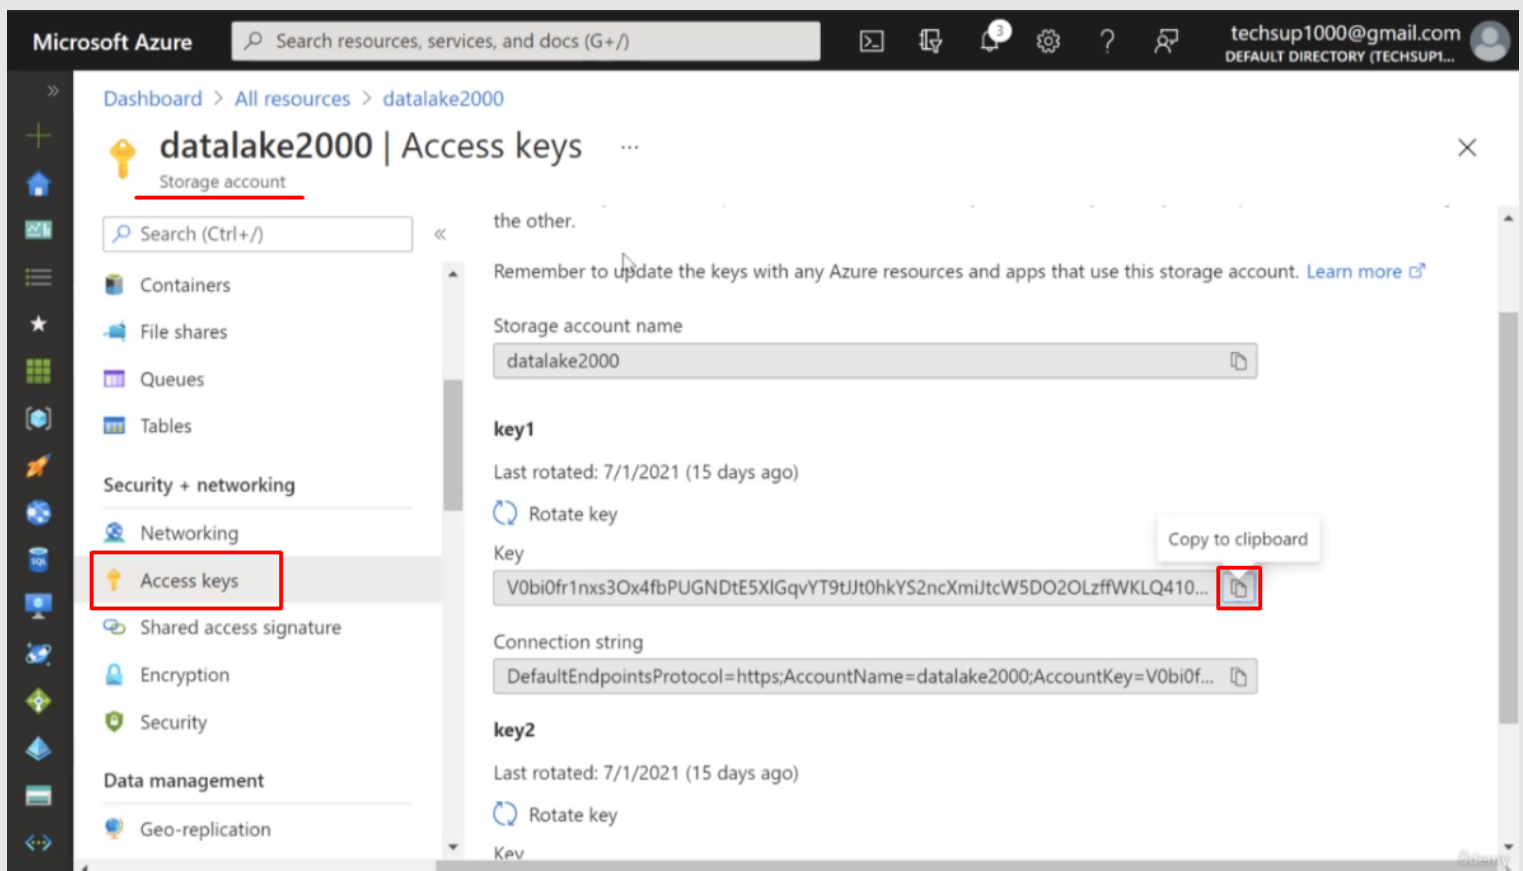 Microsoft Azure
Search resources, services, and docs (G+/)
3
techsup1000@gmail.com
DEFAULT DIRECTORY (TECHSUP1...
Dashboard > All resources > datalake2000
datalake2000 | Access keys ...
Storage account
Search (Ctrl+/)
Containers
File shares
Queues
Tables
Security + networking
Networking
Access keys
Shared access signature
Encryption
Security
Data management
Geo-replication
the other.
Remember to update the keys with any Azure resources and apps that use this storage account. Learn more
Storage account name
datalake2000
key1
Last rotated: 7/1/2021 (15 days ago)
Rotate key
Copy to clipboard
Key
Connection string
DefaultEndpointsProtocol=https;AccountName=datalake2000;AccountKey=V0bi0f...
key2
Last rotated: 7/1/2021 (15 days ago)
Rotate key
Key
ûdemy